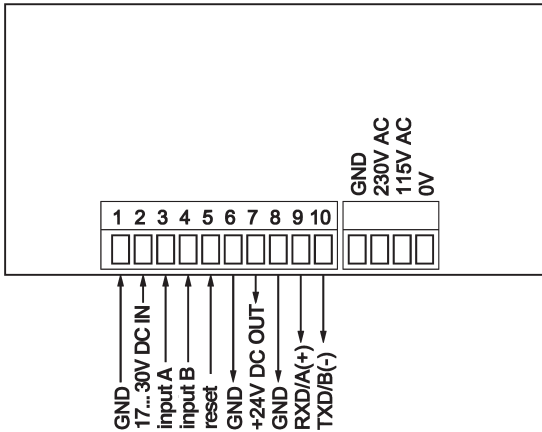 GND
230V AC
115V AC
0V
1 2 3 4 5 6 7 8 9 10
GND
17... 30V DC IN
input A
input B
reset
GND
+24V DC OUT
GND
RXD/A(+)
TXD/B(-)